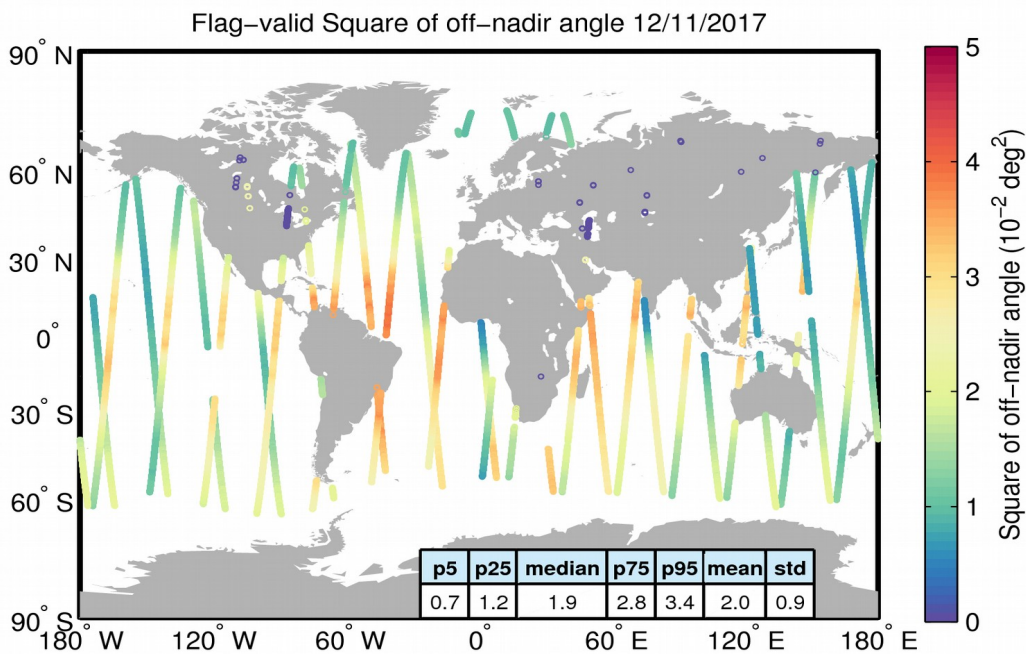 Flag−valid Square of off−nadir angle 12/11/2017
90° N
60° N
30° N
0°
30° S
60° S
90° S
180° W
120° W
60° W
0°
60° E
120° E
180° E
p5 p25 median p75 p95 mean std
0.7 1.2 1.9 2.8 3.4 2.0 0.9
5
4
3
2
1
0
Square of off−nadir angle (10⁻² deg²)